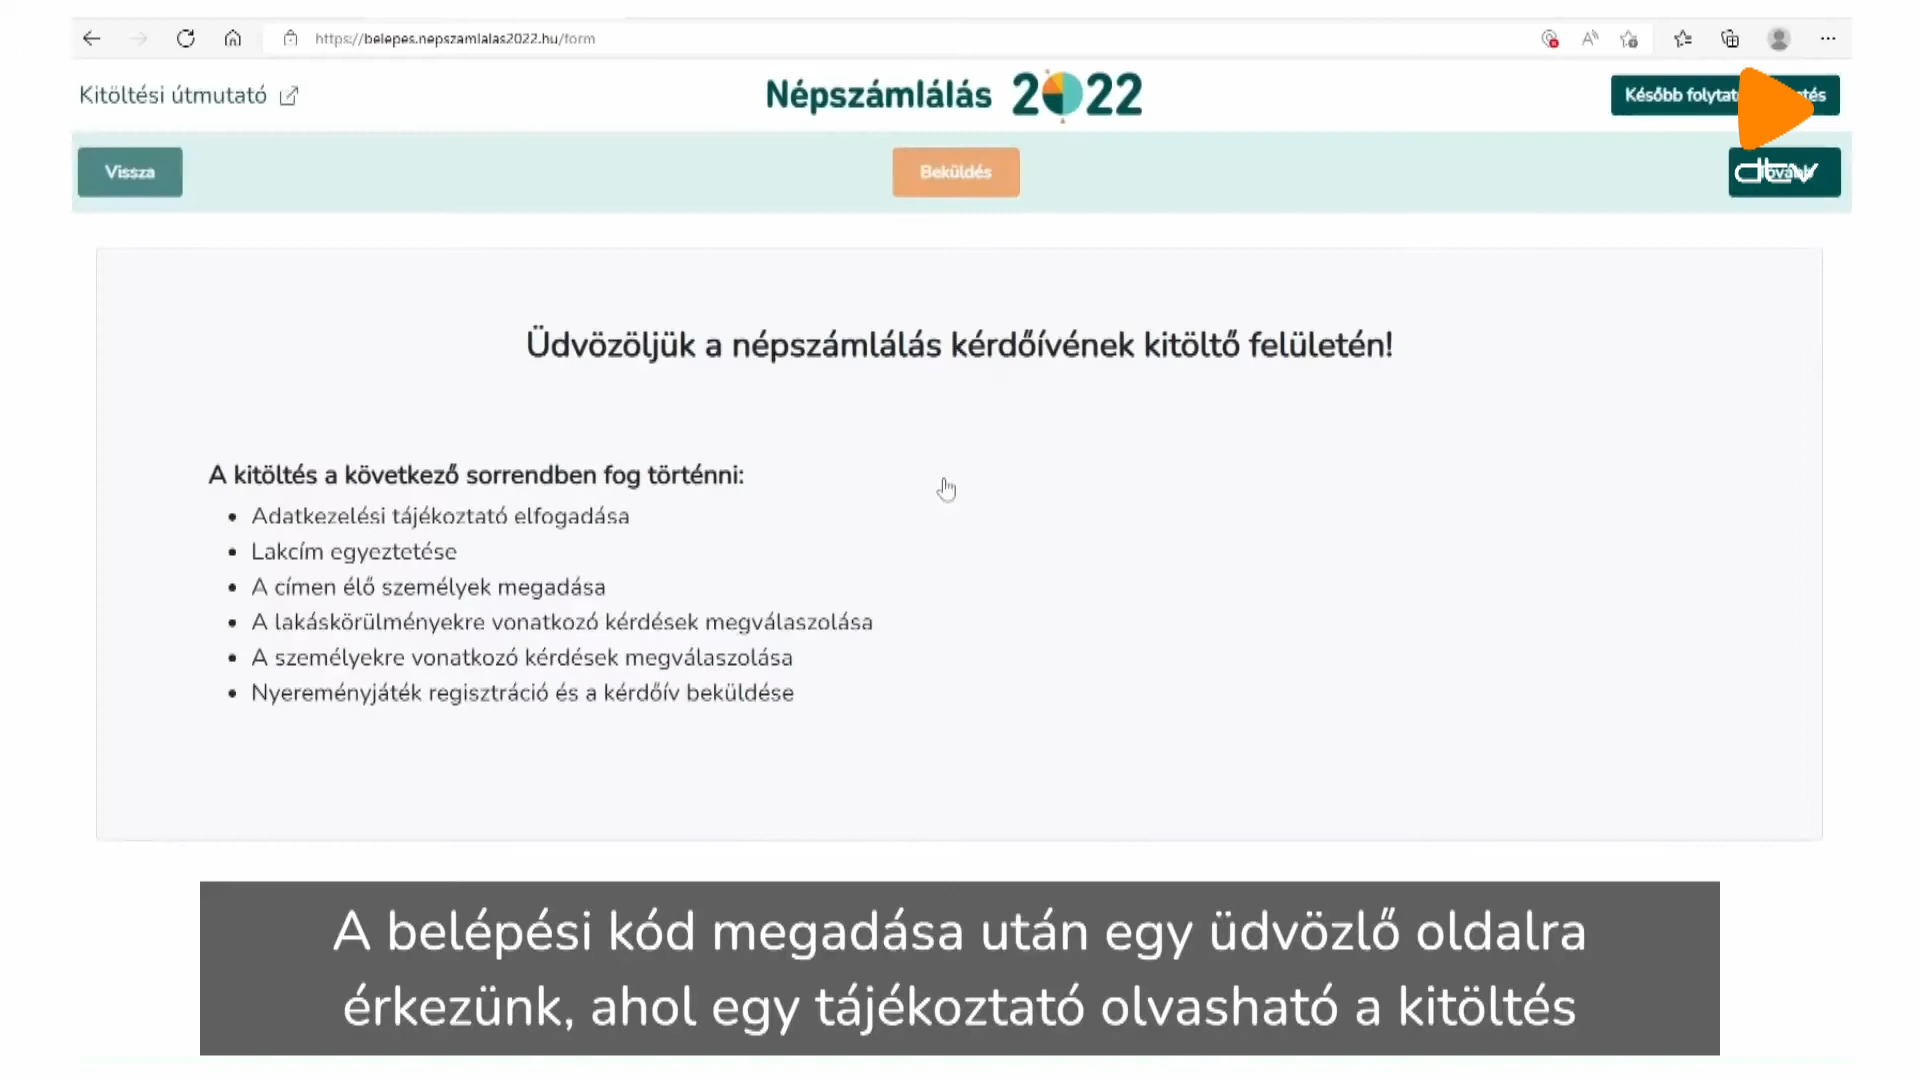 https://belepes.nepszamlalas2022.hu/form
Kitöltési útmutató
Népszámlálás 2022
Később
Vissza
Beküldés
dtv
Üdvözöljük a népszámlálás kérdőívének kitöltő felületén!
A kitöltés a következő sorrendben fog történni:
• Adatkezelési tájékoztató elfogadása
• Lakcím egyeztetése
• A címen élő személyek megadása
• A lakáskörülményekre vonatkozó kérdések megválaszolása
• A személyekre vonatkozó kérdések megválaszolása
• Nyereményjáték regisztráció és a kérdőív beküldése
A belépési kód megadása után egy üdvözlő oldalra
érkezünk, ahol egy tájékoztató olvasható a kitöltés